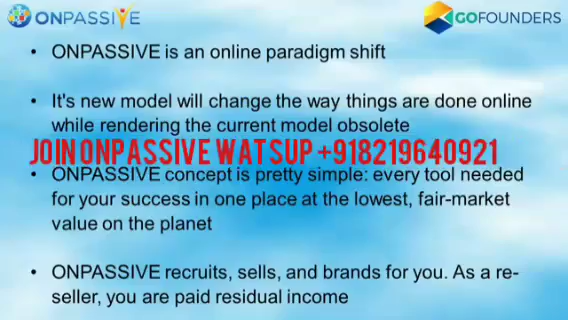 ONPASSIVE
GOFOUNDERS
• ONPASSIVE is an online paradigm shift
• It's new model will change the way things are done online
while rendering the current model obsolete
JOIN ONPASSIVE WATSUP +918219640921
• ONPASSIVE concept is pretty simple: every tool needed
for your success in one place at the lowest, fair-market
value on the planet
• ONPASSIVE recruits, sells, and brands for you. As a re-
seller, you are paid residual income